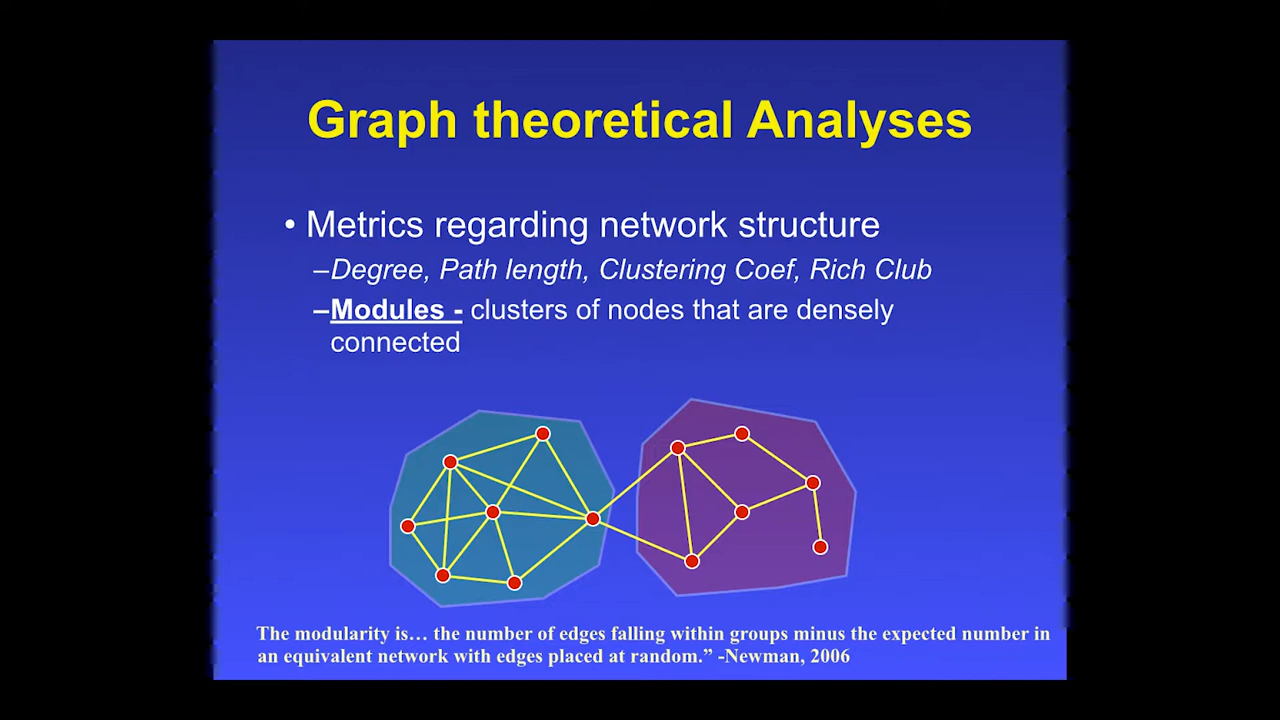 Graph theoretical Analyses
• Metrics regarding network structure
–Degree, Path length, Clustering Coef, Rich Club
–Modules - clusters of nodes that are densely
connected
The modularity is… the number of edges falling within groups minus the expected number in
an equivalent network with edges placed at random.” -Newman, 2006